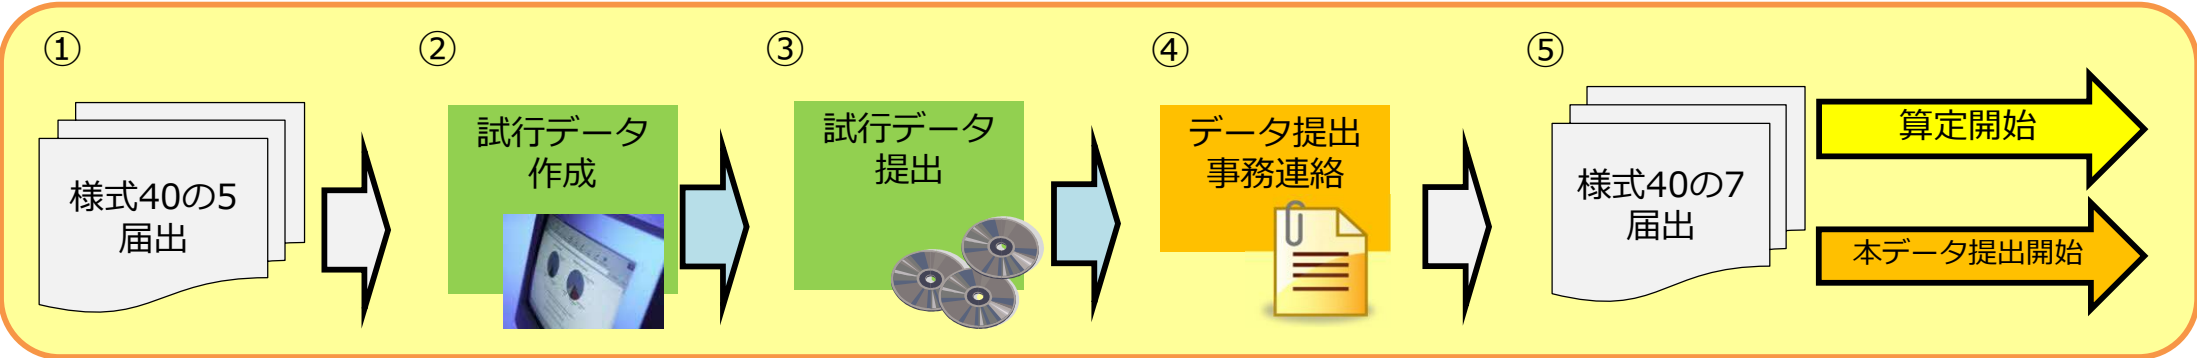 ①
様式40の5
届出
②
試行データ
作成
③
試行データ
提出
④
データ提出
事務連絡
⑤
様式40の7
届出
算定開始
本データ提出開始